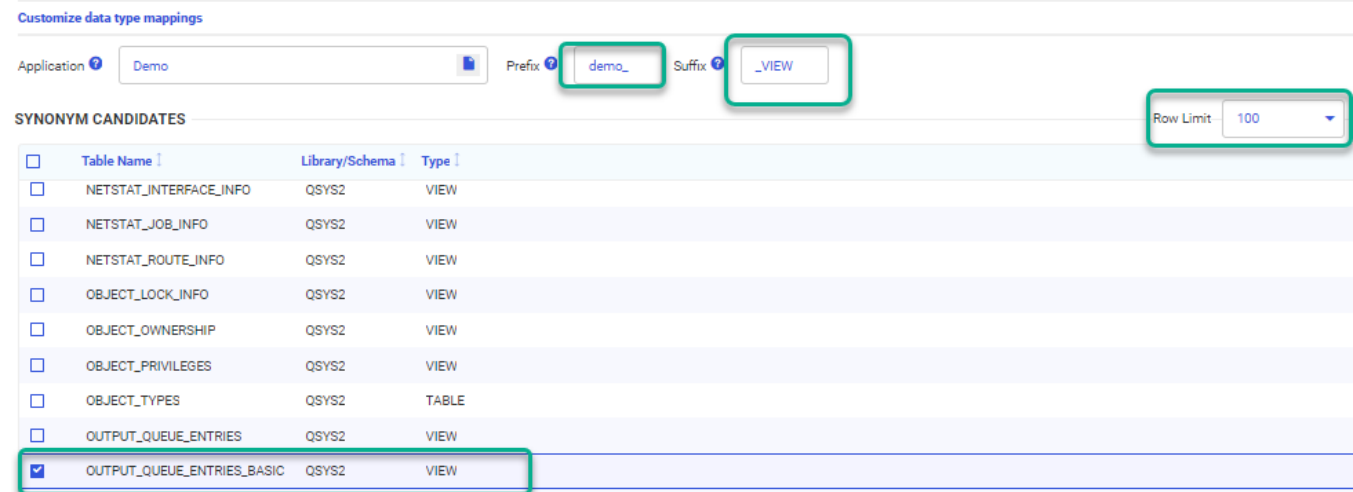 Customize data type mappings
Application Demo Prefix demo_ Suffix _VIEW
SYNONYM CANDIDATES Row Limit 100
Table Name Library/Schema Type
NETSTAT_INTERFACE_INFO QSYS2 VIEW
NETSTAT_JOB_INFO QSYS2 VIEW
NETSTAT_ROUTE_INFO QSYS2 VIEW
OBJECT_LOCK_INFO QSYS2 VIEW
OBJECT_OWNERSHIP QSYS2 VIEW
OBJECT_PRIVILEGES QSYS2 VIEW
OBJECT_TYPES QSYS2 TABLE
OUTPUT_QUEUE_ENTRIES QSYS2 VIEW
OUTPUT_QUEUE_ENTRIES_BASIC QSYS2 VIEW